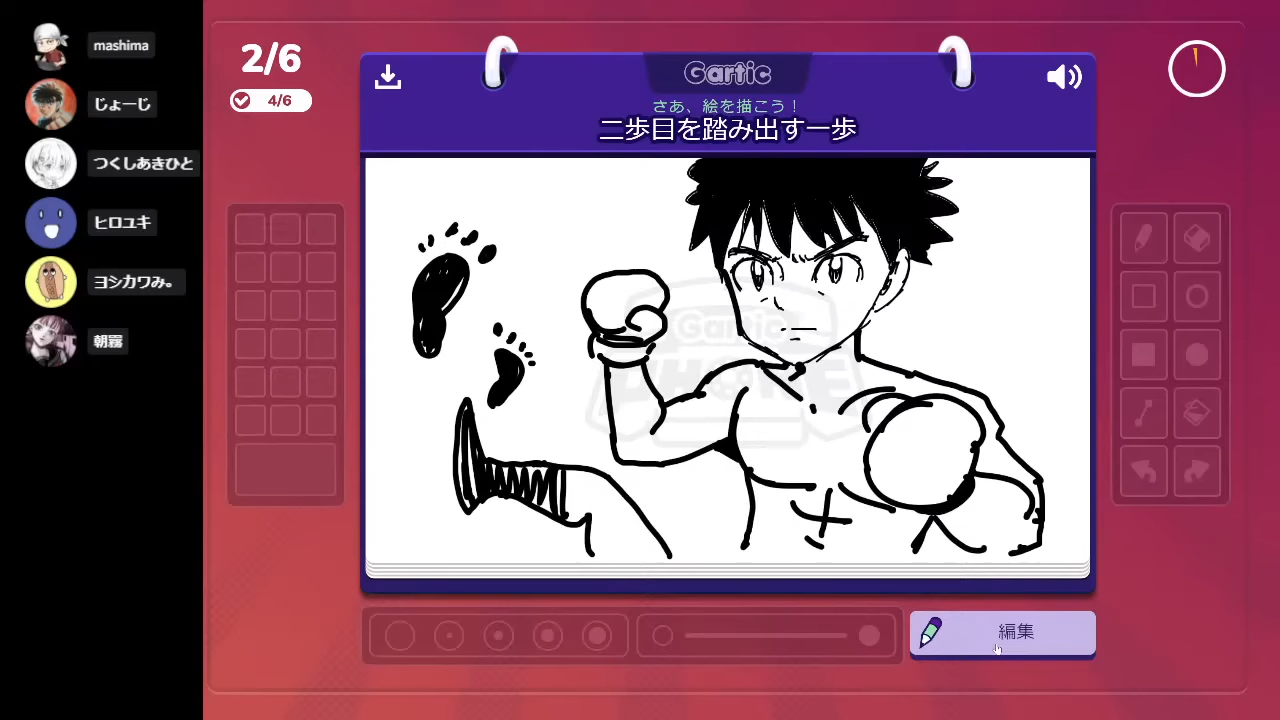 mashima
じょーじ
つくしあきひと
ヒロユキ
ヨシカワみ。
朝霧
2/6
4/6
Gartic
さあ、絵を描こう！
二歩目を踏み出す一歩
Gartic
PHONE
編集